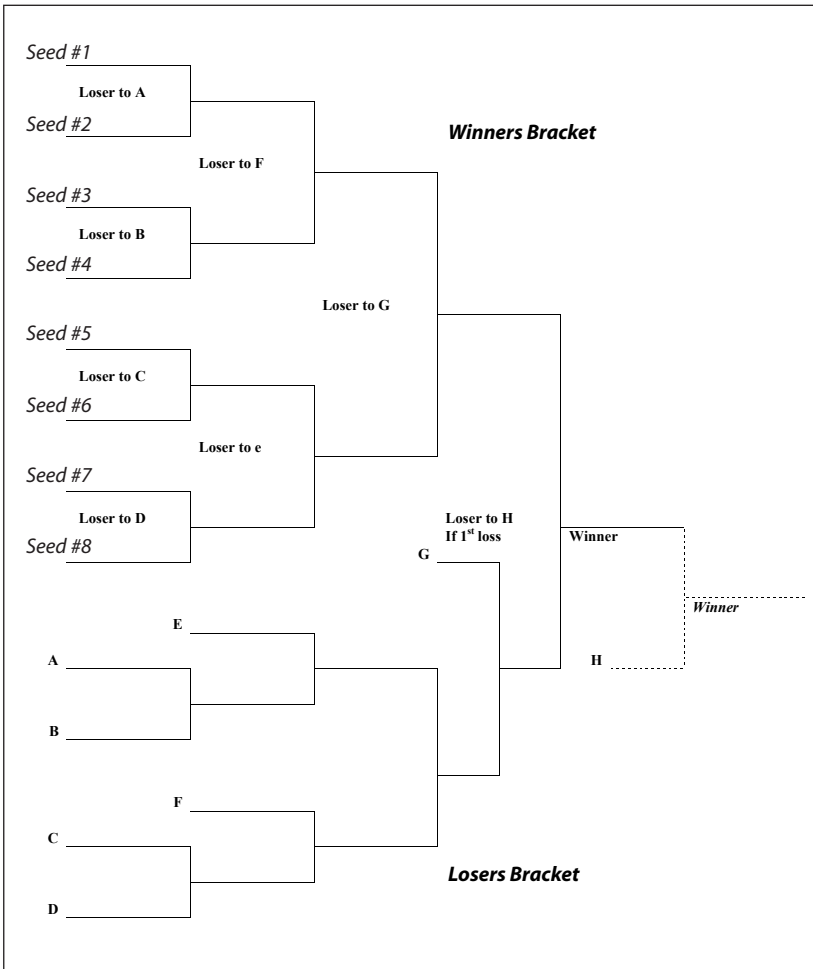 Seed #1
Loser to A
Seed #2
Winners Bracket
Loser to F
Seed #3
Loser to B
Seed #4
Loser to G
Seed #5
Loser to C
Seed #6
Loser to e
Seed #7
Loser to D
Seed #8
Loser to H
If 1st loss
Winner
G
Winner
E
A
H
B
F
C
Losers Bracket
D